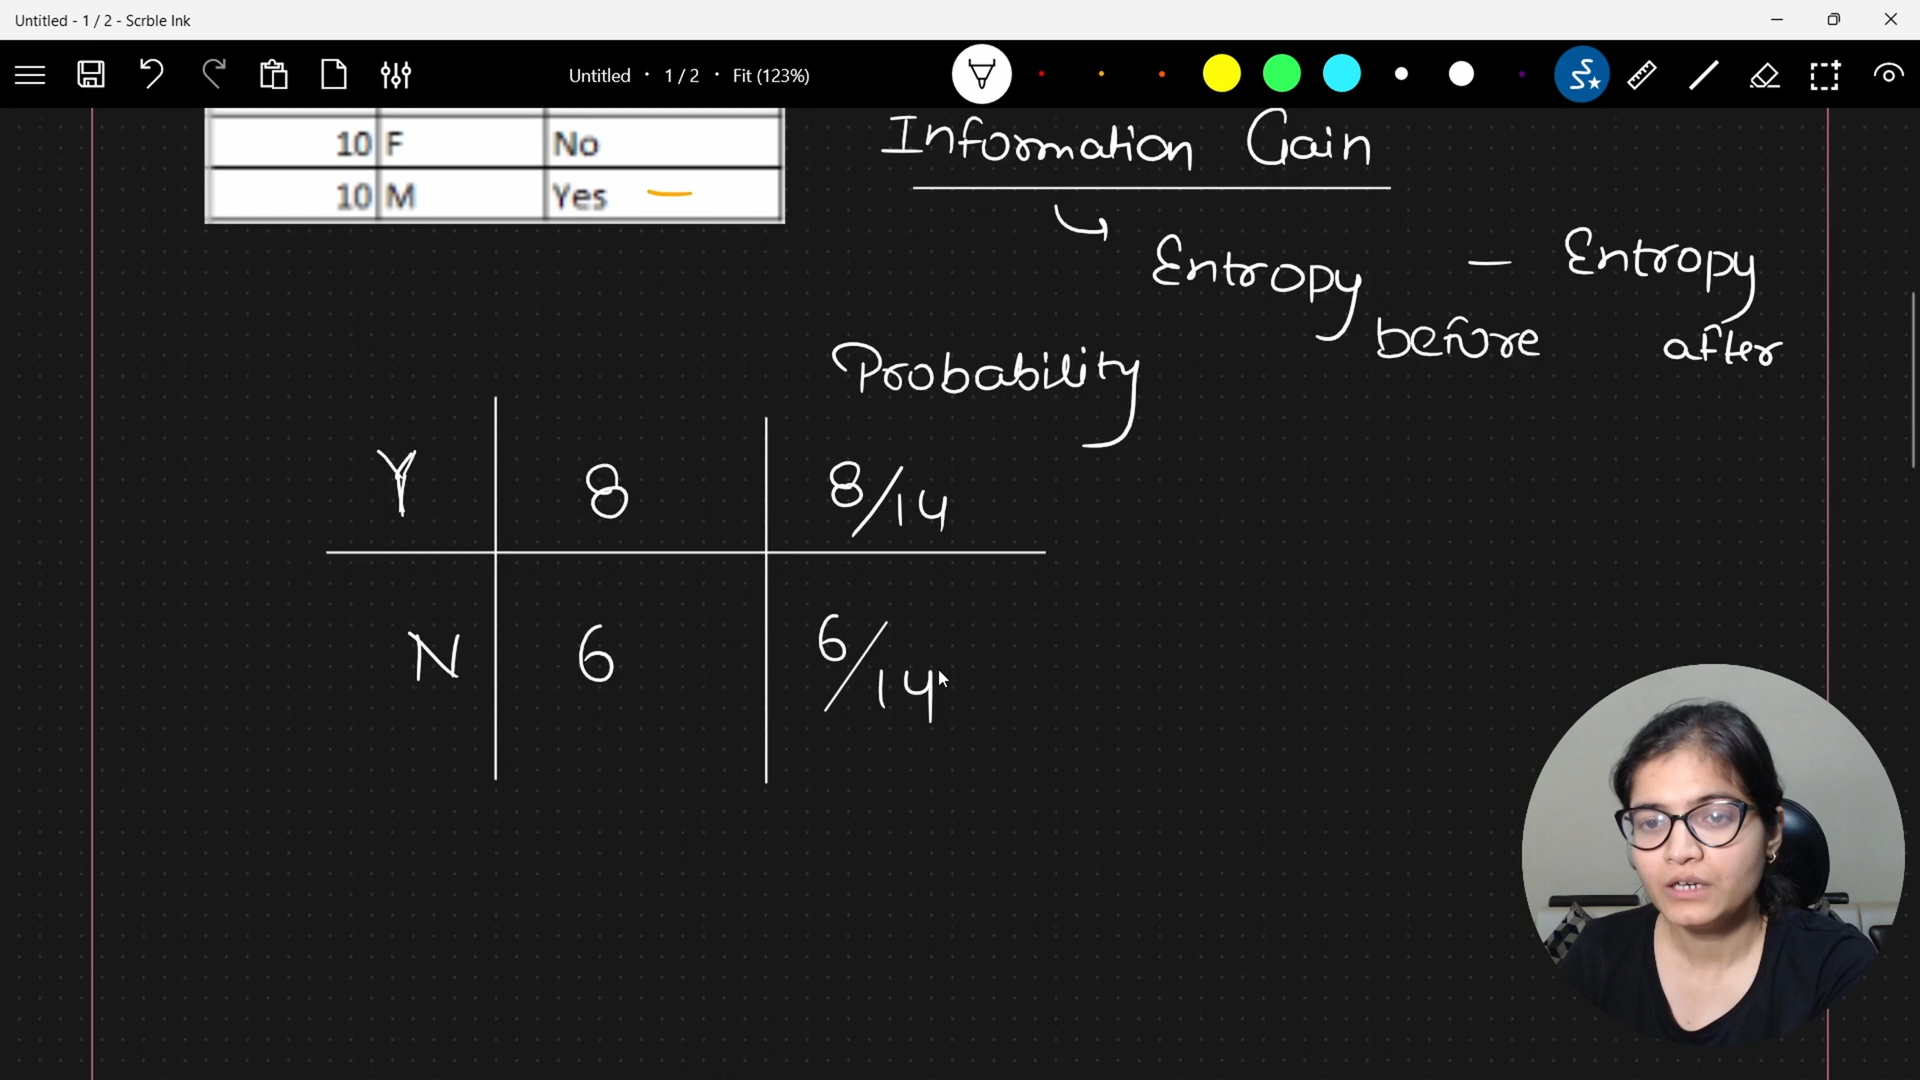 Untitled - 1 / 2 - Scrble Ink
Untitled • 1 / 2 • Fit (123%)
10 F No
10 M Yes
Information Gain
Entropy before - Entropy after
Probability
Y 8 8/14
N 6 6/14